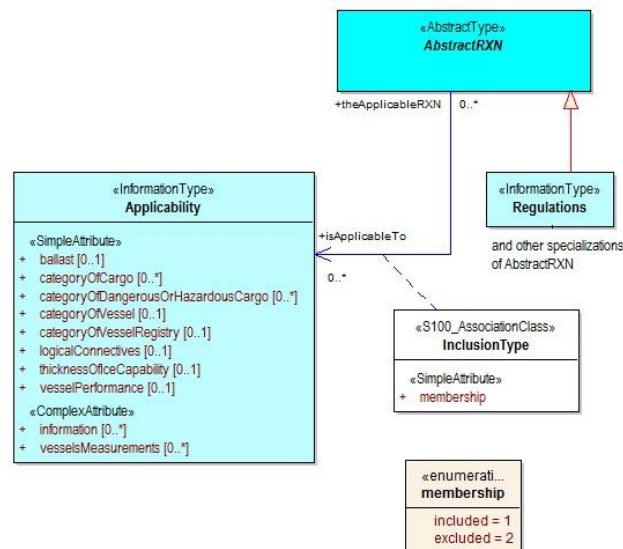 «AbstractType»
AbstractRXN
+theApplicableRXN 0..*
«InformationType»
Applicability
«SimpleAttribute»
+ ballast [0..1]
+ categoryOfCargo [0..*]
+ categoryOfDangerousOrHazardousCargo [0..*]
+ categoryOfVessel [0..1]
+ categoryOfVesselRegistry [0..1]
+ logicalConnectives [0..1]
+ thicknessOfIceCapability [0..1]
+ vesselPerformance [0..1]
«ComplexAttribute»
+ information [0..*]
+ vesselsMeasurements [0..*]
+isApplicableTo
0..*
«InformationType»
Regulations
and other specializations
of AbstractRXN
«S100_AssociationClass»
InclusionType
«SimpleAttribute»
+ membership
«enumerati...
membership
included = 1
excluded = 2